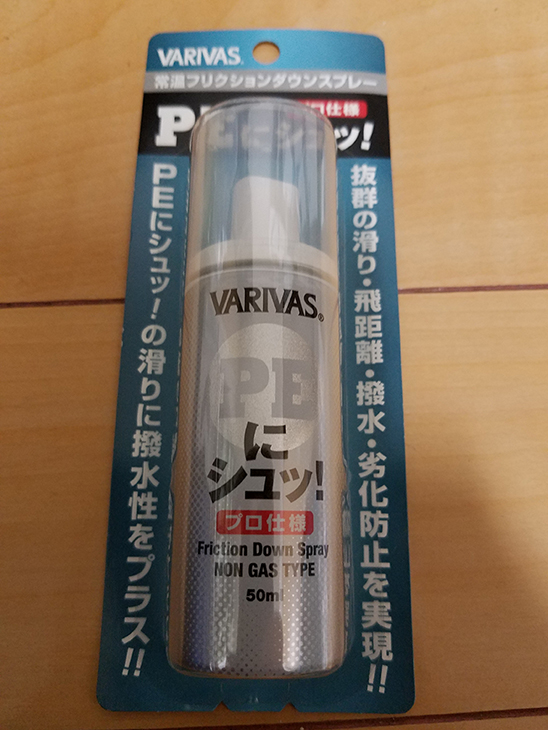 VARIVAS®
常温フリクションダウンスプレー
プロ仕様
PEにシュッ!
PEにシュッ!の滑りに撥水性をプラス!!
抜群の滑り・飛距離・撥水・劣化防止を実現!!
VARIVAS®
PE
に
シュッ!
プロ仕様
Friction Down Spray
NON GAS TYPE
50ml